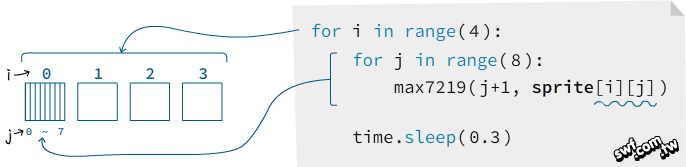 for i in range(4):
for j in range(8):
max7219(j+1, sprite[i][j])
time.sleep(0.3)
i 0 1 2 3
j 0 ~ 7
swf.com.tw